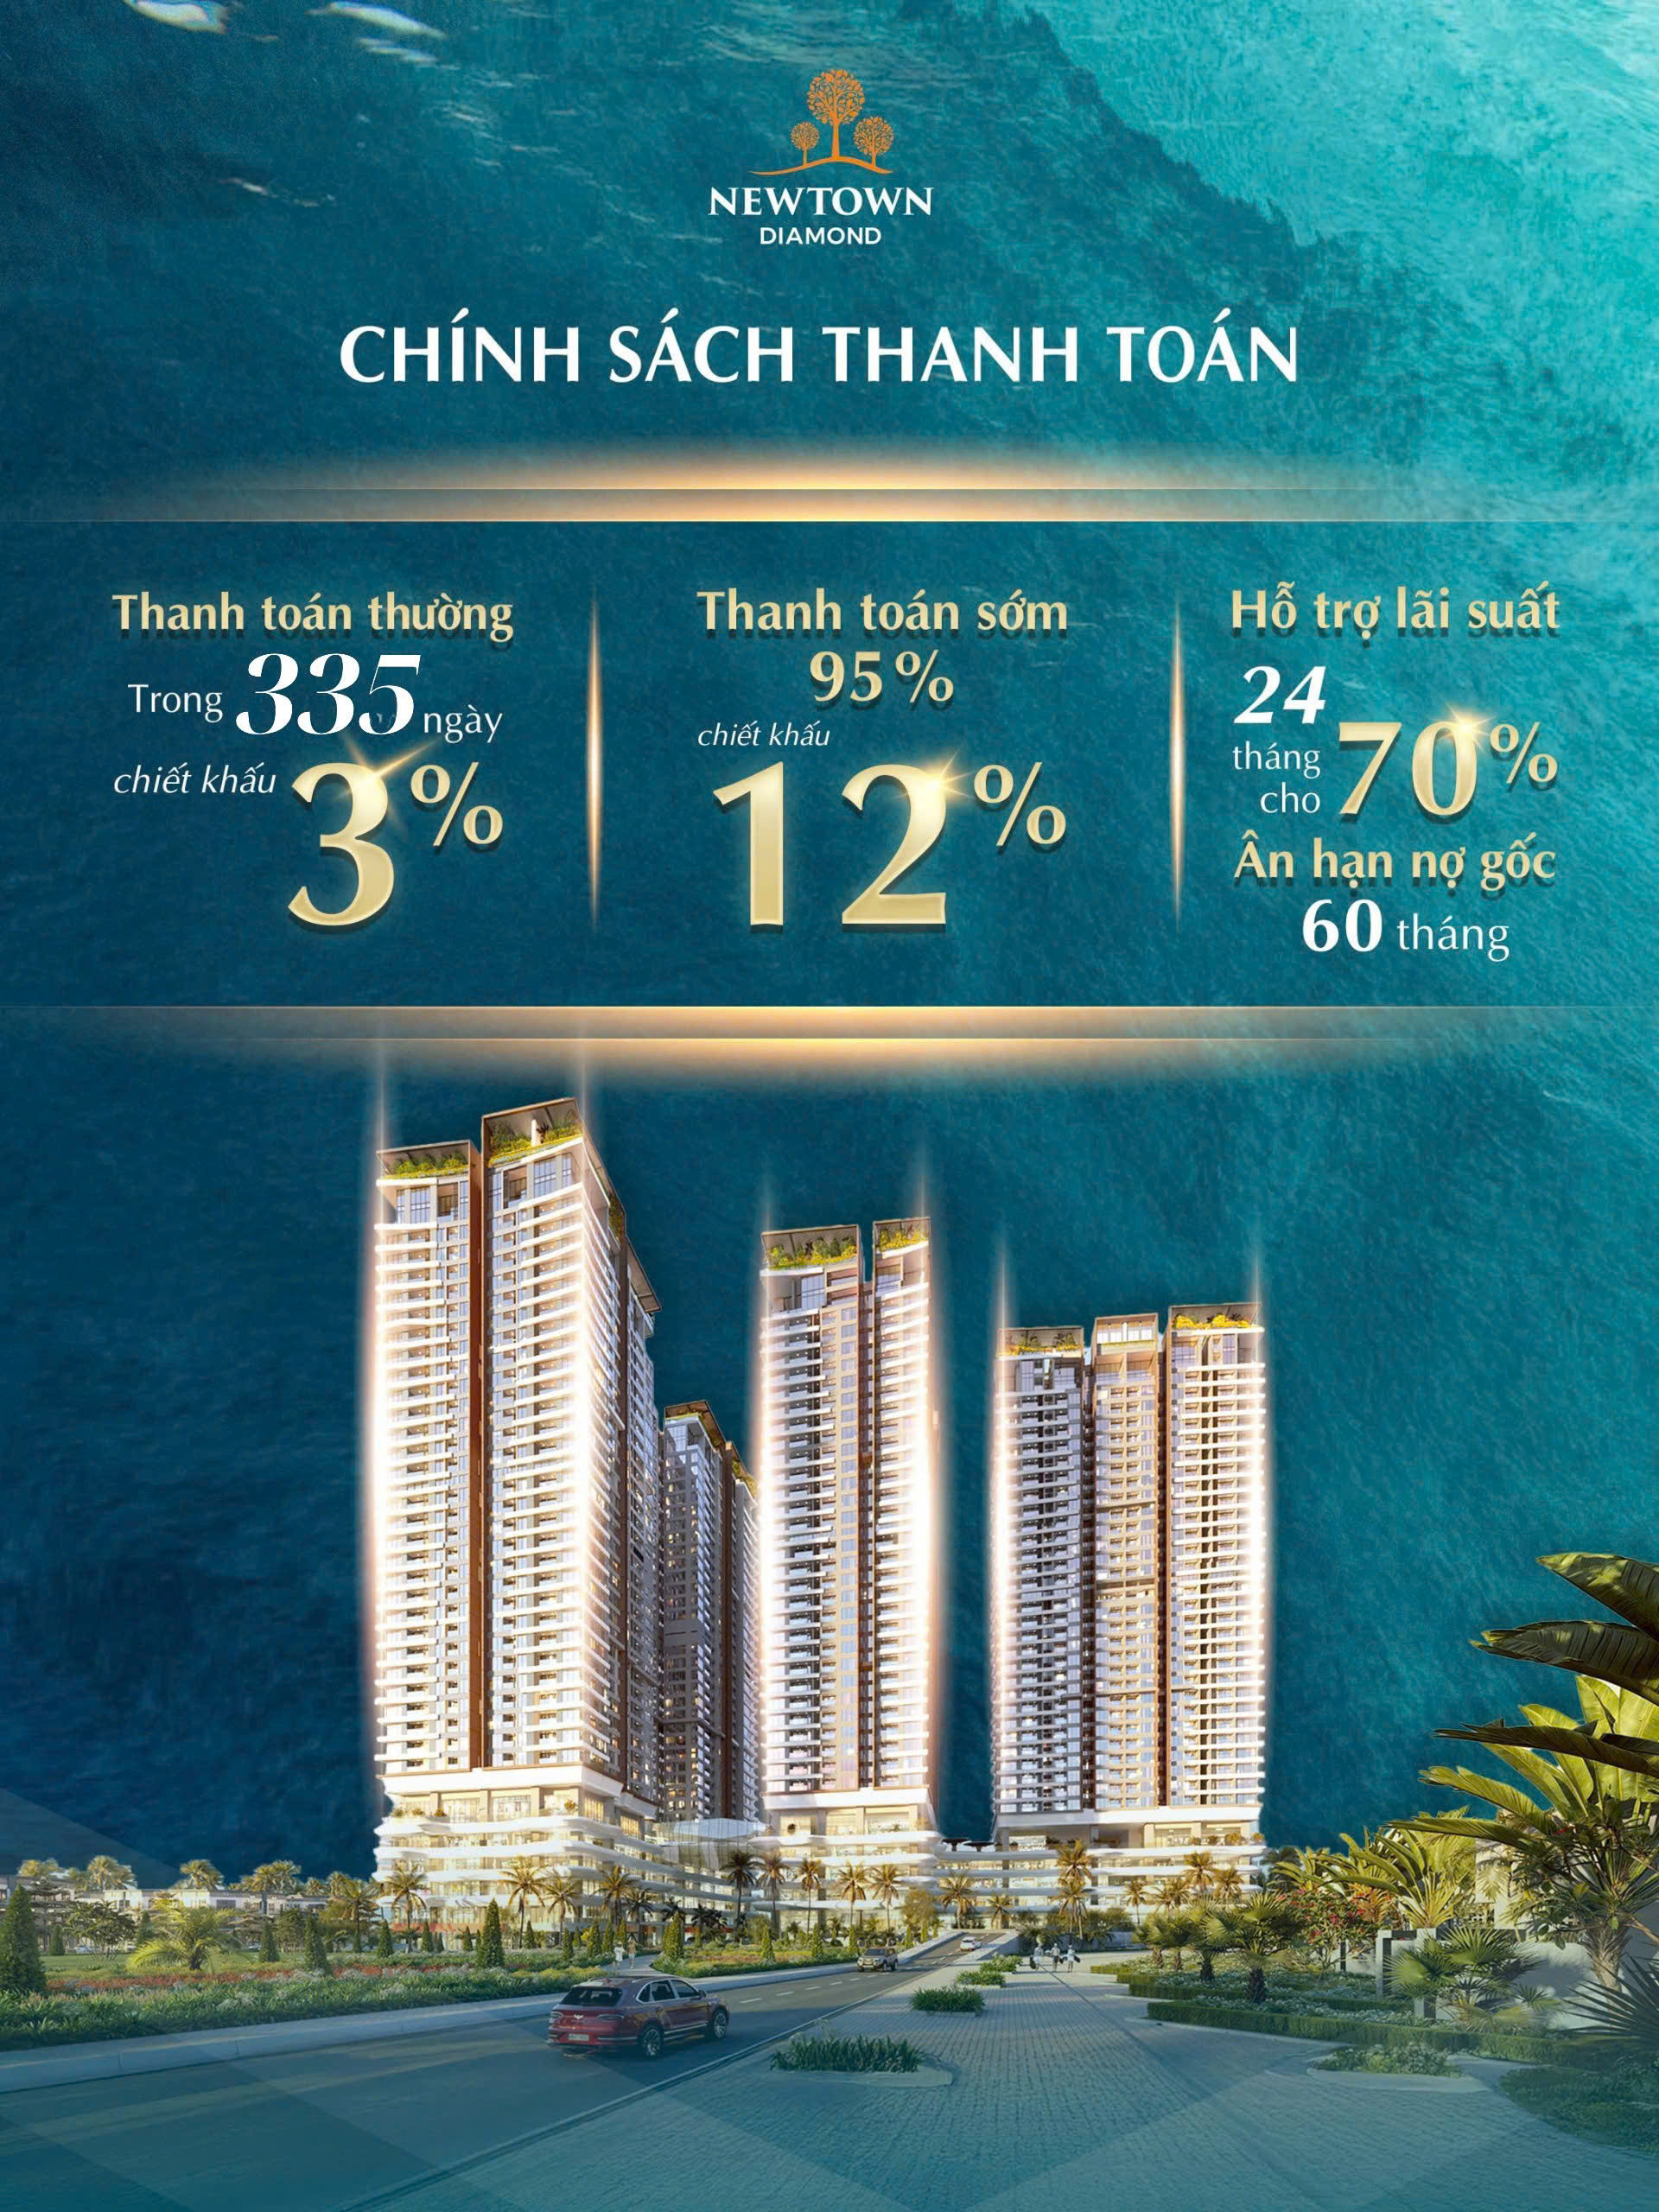 NEWTOWN
DIAMOND
CHÍNH SÁCH THANH TOÁN
Thanh toán thường
Trong 335 ngày
chiết khấu 3%
Thanh toán sớm
95%
chiết khấu
12%
Hỗ trợ lãi suất
24
tháng
cho 70%
Ân hạn nợ gốc
60 tháng